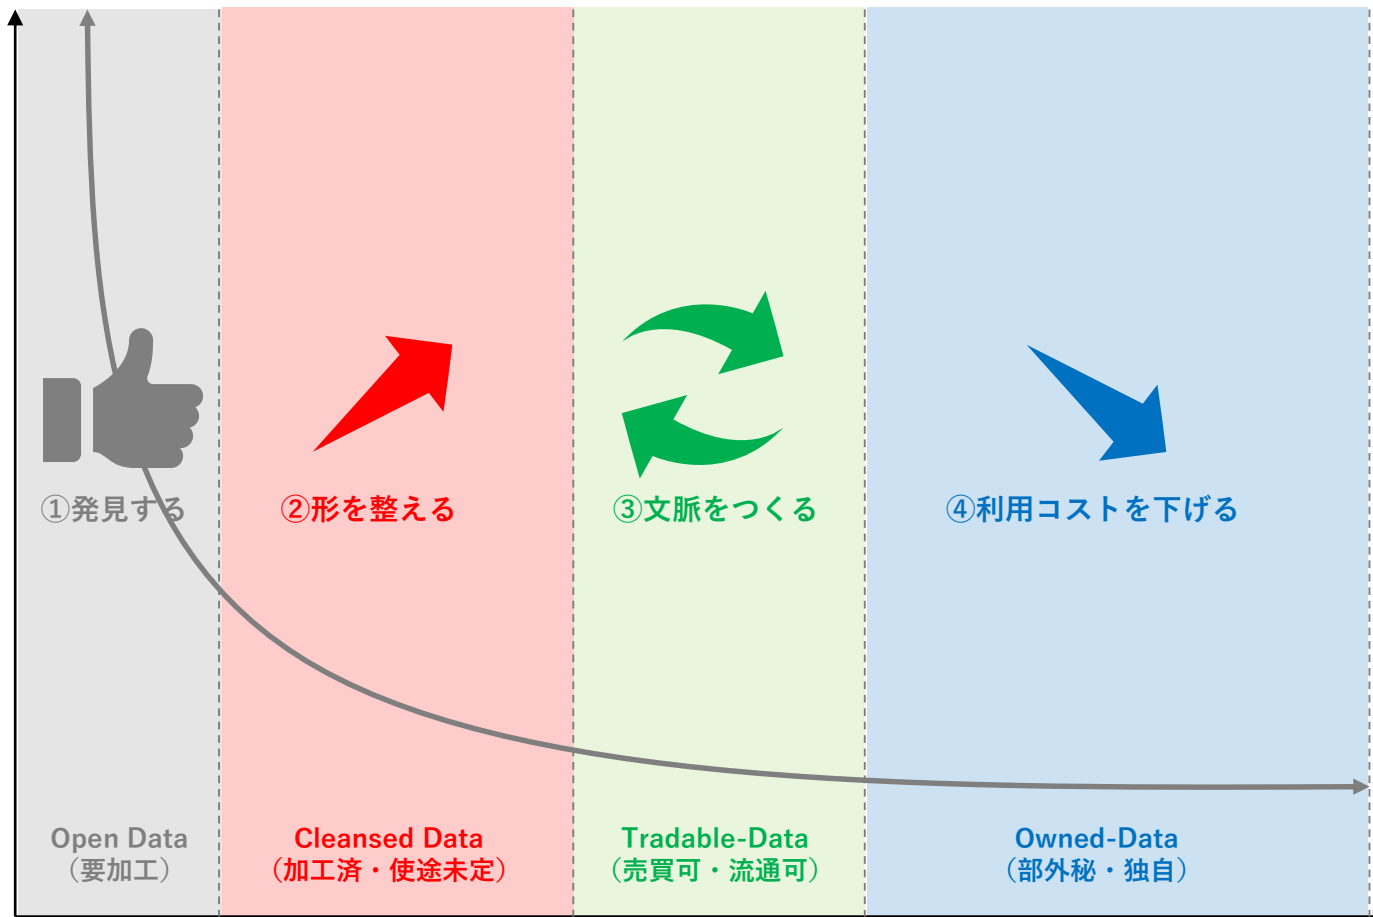 ①発見する
②形を整える
③文脈をつくる
④利用コストを下げる
Open Data
（要加工）
Cleansed Data
（加工済・使途未定）
Tradable-Data
（売買可・流通可）
Owned-Data
（部外秘・独自）